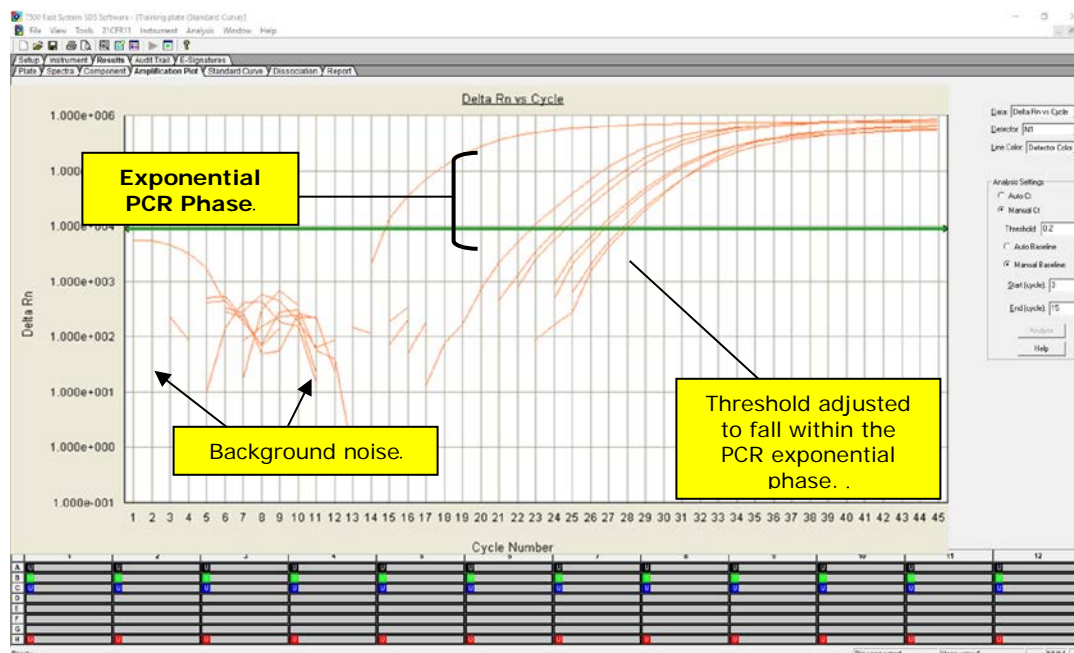 7500 Fast System SDS Software - [Training plate (Standard Curve)]
File View Tools 21CFR11 Instrument Analysis Window Help
Setup Instrument Results Audit Trail E-Signatures
Plate Spectra Component Amplification Plot Standard Curve Dissociation Report
Delta Rn vs Cycle
1.000e+006
1.000
1.000e+004
1.000e+003
1.000e+002
1.000e+001
1.000e+000
1.000e-001
Delta Rn
Exponential
PCR Phase.
Background noise.
Threshold adjusted
to fall within the
PCR exponential
phase. .
1 2 3 4 5 6 7 8 9 10 11 12 13 14 15 16 17 18 19 20 21 22 23 24 25 26 27 28 29 30 31 32 33 34 35 36 37 38 39 40 41 42 43 44 45
Cycle Number
Data: Delta Rn vs Cycle
Detector: N1
Line Color: Detector Color
Analysis Settings
Auto Ct
Manual Ct
Threshold: 0.2
Auto Baseline
Manual Baseline:
Start (cycle): 3
End (cycle): 15
Analyze
Help
1 2 3 4 5 6 7 8 9 10 11 12
A U U U U U U U U U U U U
B
C U U U U U U U U U U U U
D
E
F
G
H U U U U U U U U U U U U